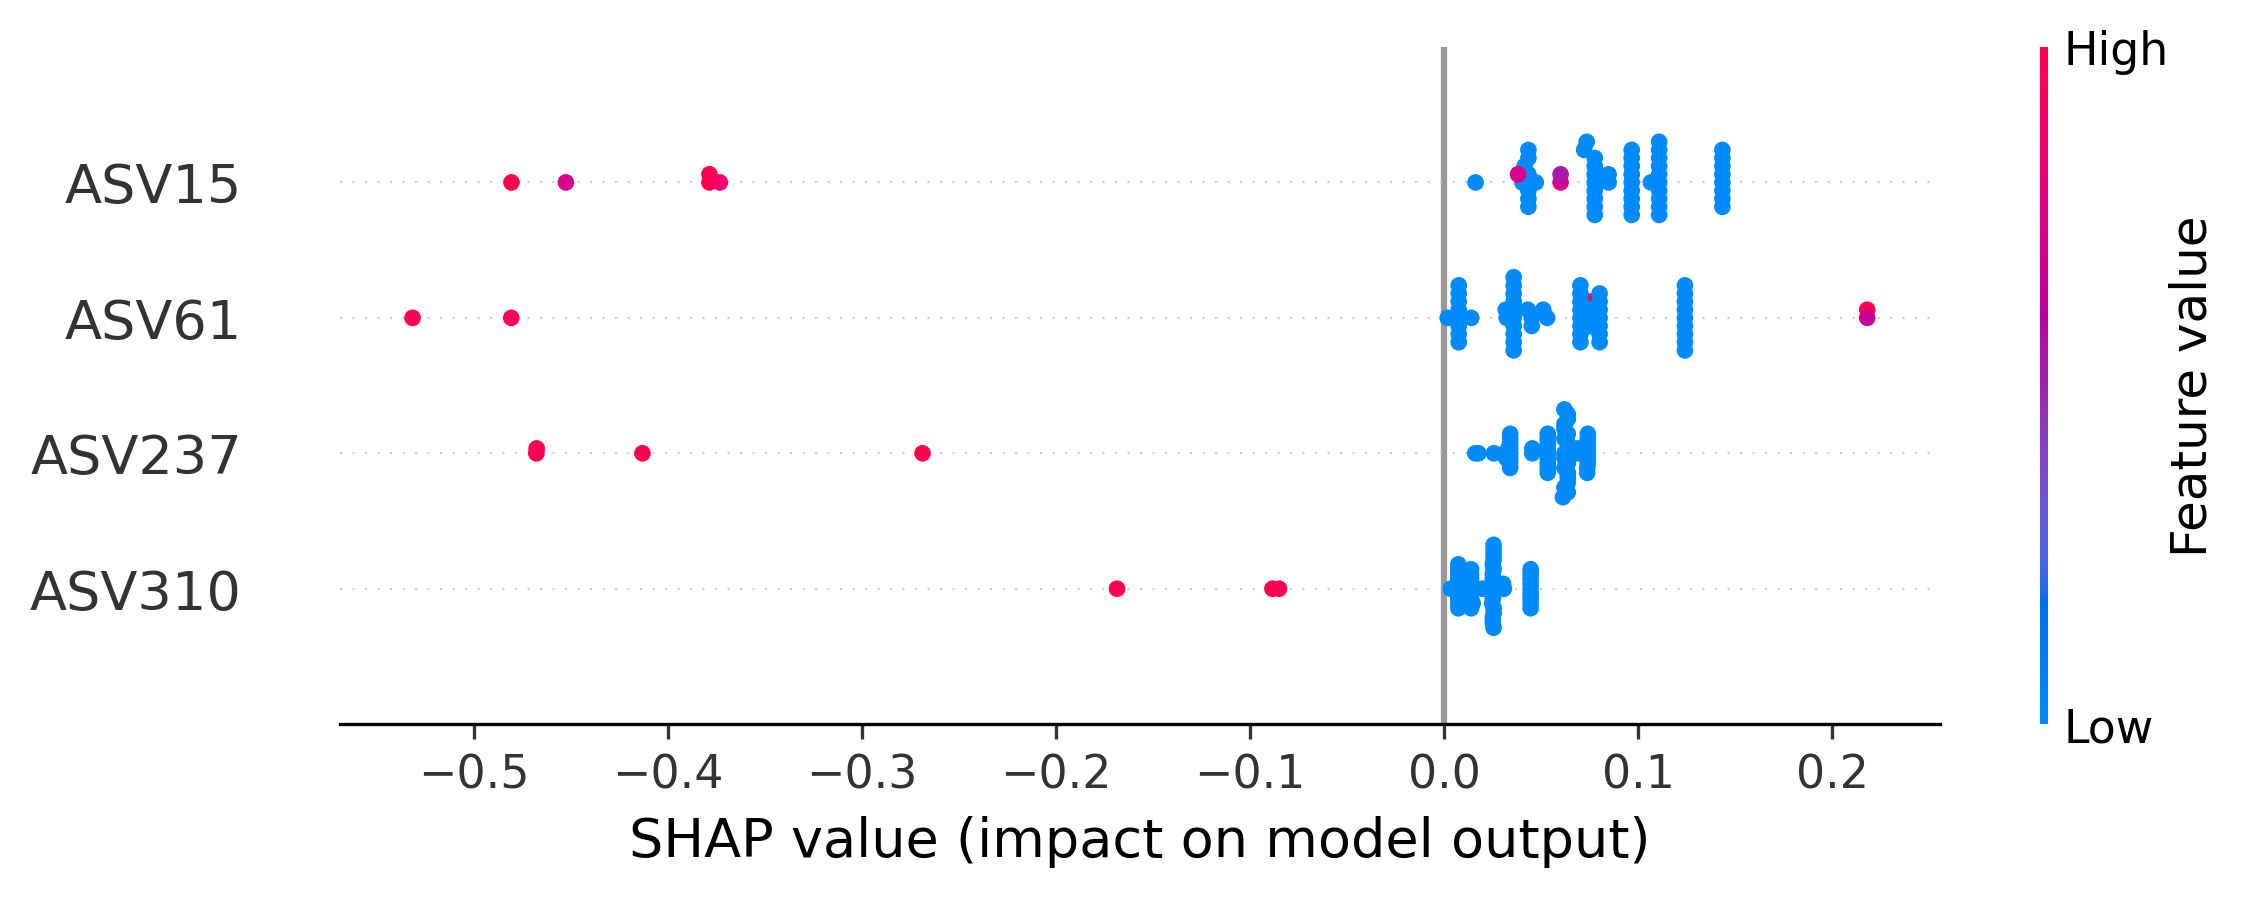 High
ASV15
ASV61
ASV237
ASV310
Feature value
Low
−0.5 −0.4 −0.3 −0.2 −0.1 0.0 0.1 0.2
SHAP value (impact on model output)